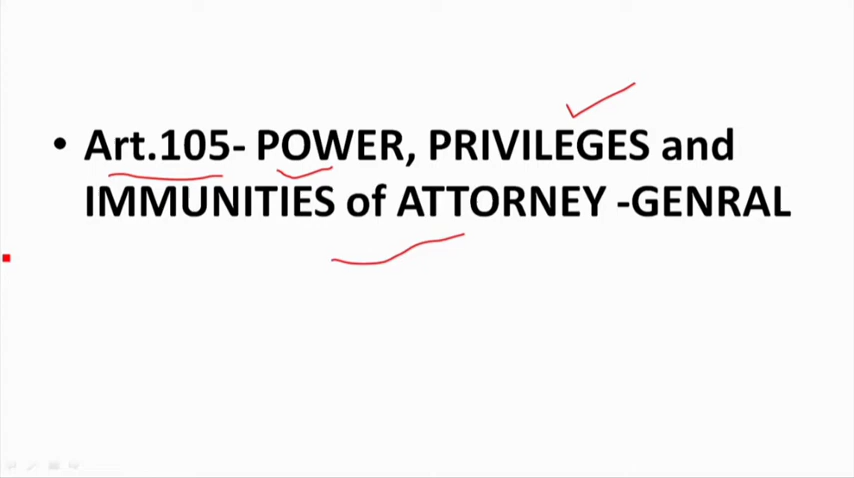 • Art.105- POWER, PRIVILEGES and
IMMUNITIES of ATTORNEY -GENRAL